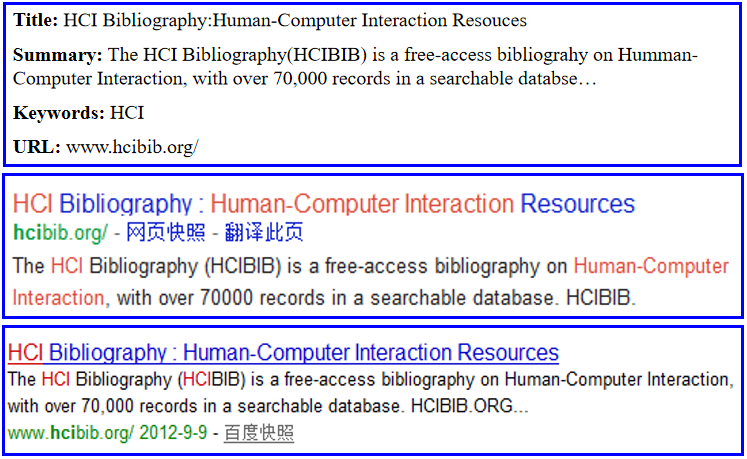 Title: HCI Bibliography:Human-Computer Interaction Resouces
Summary: The HCI Bibliography(HCIBIB) is a free-access bibliograhy on Humman-
Computer Interaction, with over 70,000 records in a searchable databse…
Keywords: HCI
URL: www.hcibib.org/
HCI Bibliography : Human-Computer Interaction Resources
hcibib.org/ - 网页快照 - 翻译此页
The HCI Bibliography (HCIBIB) is a free-access bibliography on Human-Computer
Interaction, with over 70000 records in a searchable database. HCIBIB.
HCI Bibliography : Human-Computer Interaction Resources
The HCI Bibliography (HCIBIB) is a free-access bibliography on Human-Computer Interaction,
with over 70,000 records in a searchable database. HCIBIB.ORG...
www.hcibib.org/ 2012-9-9 - 百度快照